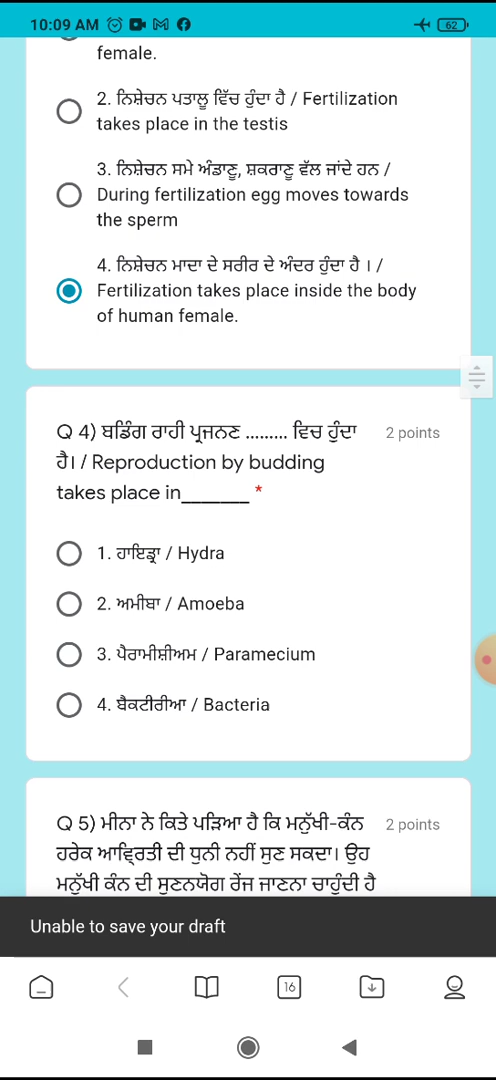 10:09 AM
62
female.
2. ਨਿਸ਼ੇਚਨ ਪਤਾਲੂ ਵਿੱਚ ਹੁੰਦਾ ਹੈ / Fertilization
takes place in the testis
3. ਨਿਸ਼ੇਚਨ ਸਮੇ ਅੰਡਾਣੂ, ਸ਼ਕਰਾਣੂ ਵੱਲ ਜਾਂਦੇ ਹਨ /
During fertilization egg moves towards
the sperm
4. ਨਿਸ਼ੇਚਨ ਮਾਦਾ ਦੇ ਸਰੀਰ ਦੇ ਅੰਦਰ ਹੁੰਦਾ ਹੈ । /
Fertilization takes place inside the body
of human female.
Q 4) ਬਡਿੰਗ ਰਾਹੀ ਪ੍ਰਜਨਣ ......... ਵਿਚ ਹੁੰਦਾ 2 points
ਹੈ। / Reproduction by budding
takes place in_______ *
1. ਹਾਇਡ੍ਰਾ / Hydra
2. ਅਮੀਬਾ / Amoeba
3. ਪੈਰਾਮੀਸ਼ੀਅਮ / Paramecium
4. ਬੈਕਟੀਰੀਆ / Bacteria
Q 5) ਮੀਨਾ ਨੇ ਕਿਤੇ ਪੜਿਆ ਹੈ ਕਿ ਮਨੁੱਖੀ-ਕੰਨ 2 points
ਹਰੇਕ ਆਵ੍ਰਿਤੀ ਦੀ ਧੁਨੀ ਨਹੀਂ ਸੁਣ ਸਕਦਾ। ਉਹ
ਮਨੁੱਖੀ ਕੰਨ ਦੀ ਸੁਣਨਯੋਗ ਰੇਂਜ ਜਾਣਨਾ ਚਾਹੁੰਦੀ ਹੈ
Unable to save your draft
16